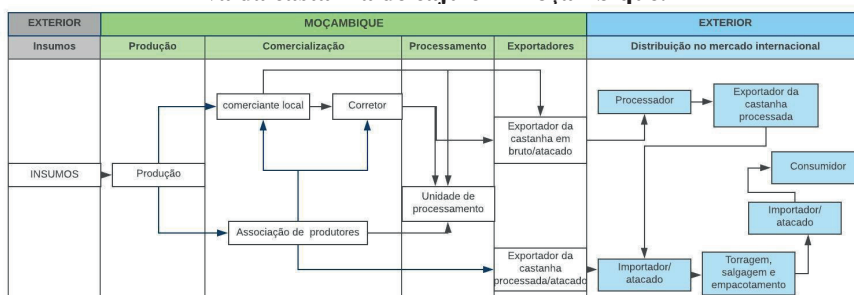 EXTERIOR
MOÇAMBIQUE
EXTERIOR
Insumos
Produção
Comercialização
Processamento
Exportadores
Distribuição no mercado internacional
comerciante local
Corretor
Exportador da
castanha em
bruto/atacado
Processador
Exportador da
castanha
processada
INSUMOS
Produção
Unidade de
processamento
Consumidor
Importador/
atacado
Associação de produtores
Exportador da
castanha
processada/atacado
Importador/
atacado
Torragem,
salgagem e
empacotamento